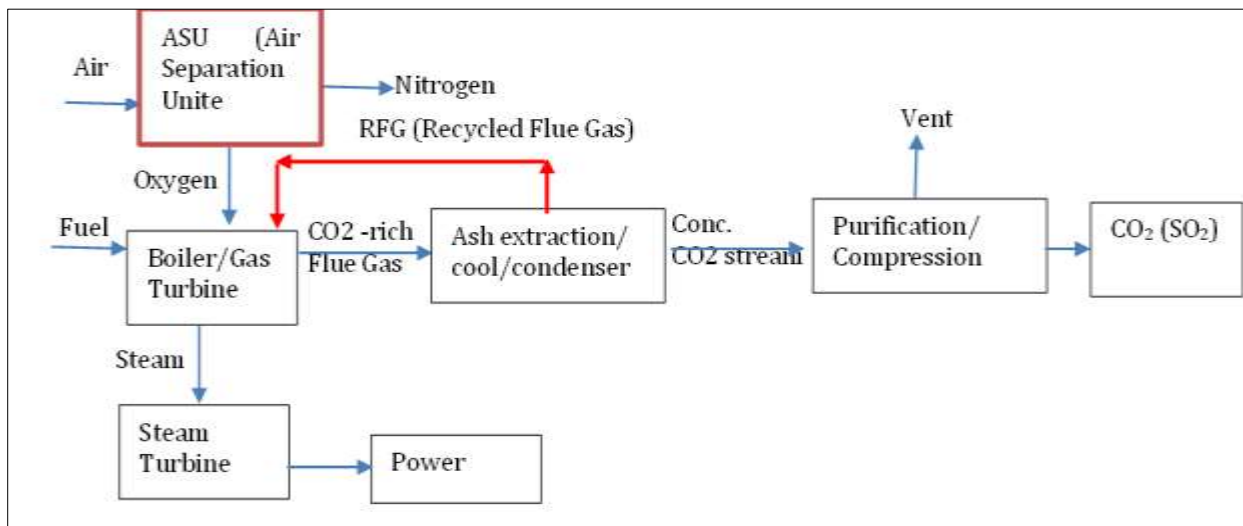 ASU (Air
Separation
Unite
Air
Nitrogen
RFG (Recycled Flue Gas)
Vent
Oxygen
Fuel
CO2 -rich
Flue Gas
Boiler/Gas
Turbine
Ash extraction/
cool/condenser
Conc.
CO2 stream
Purification/
Compression
CO₂ (SO₂)
Steam
Steam
Turbine
Power